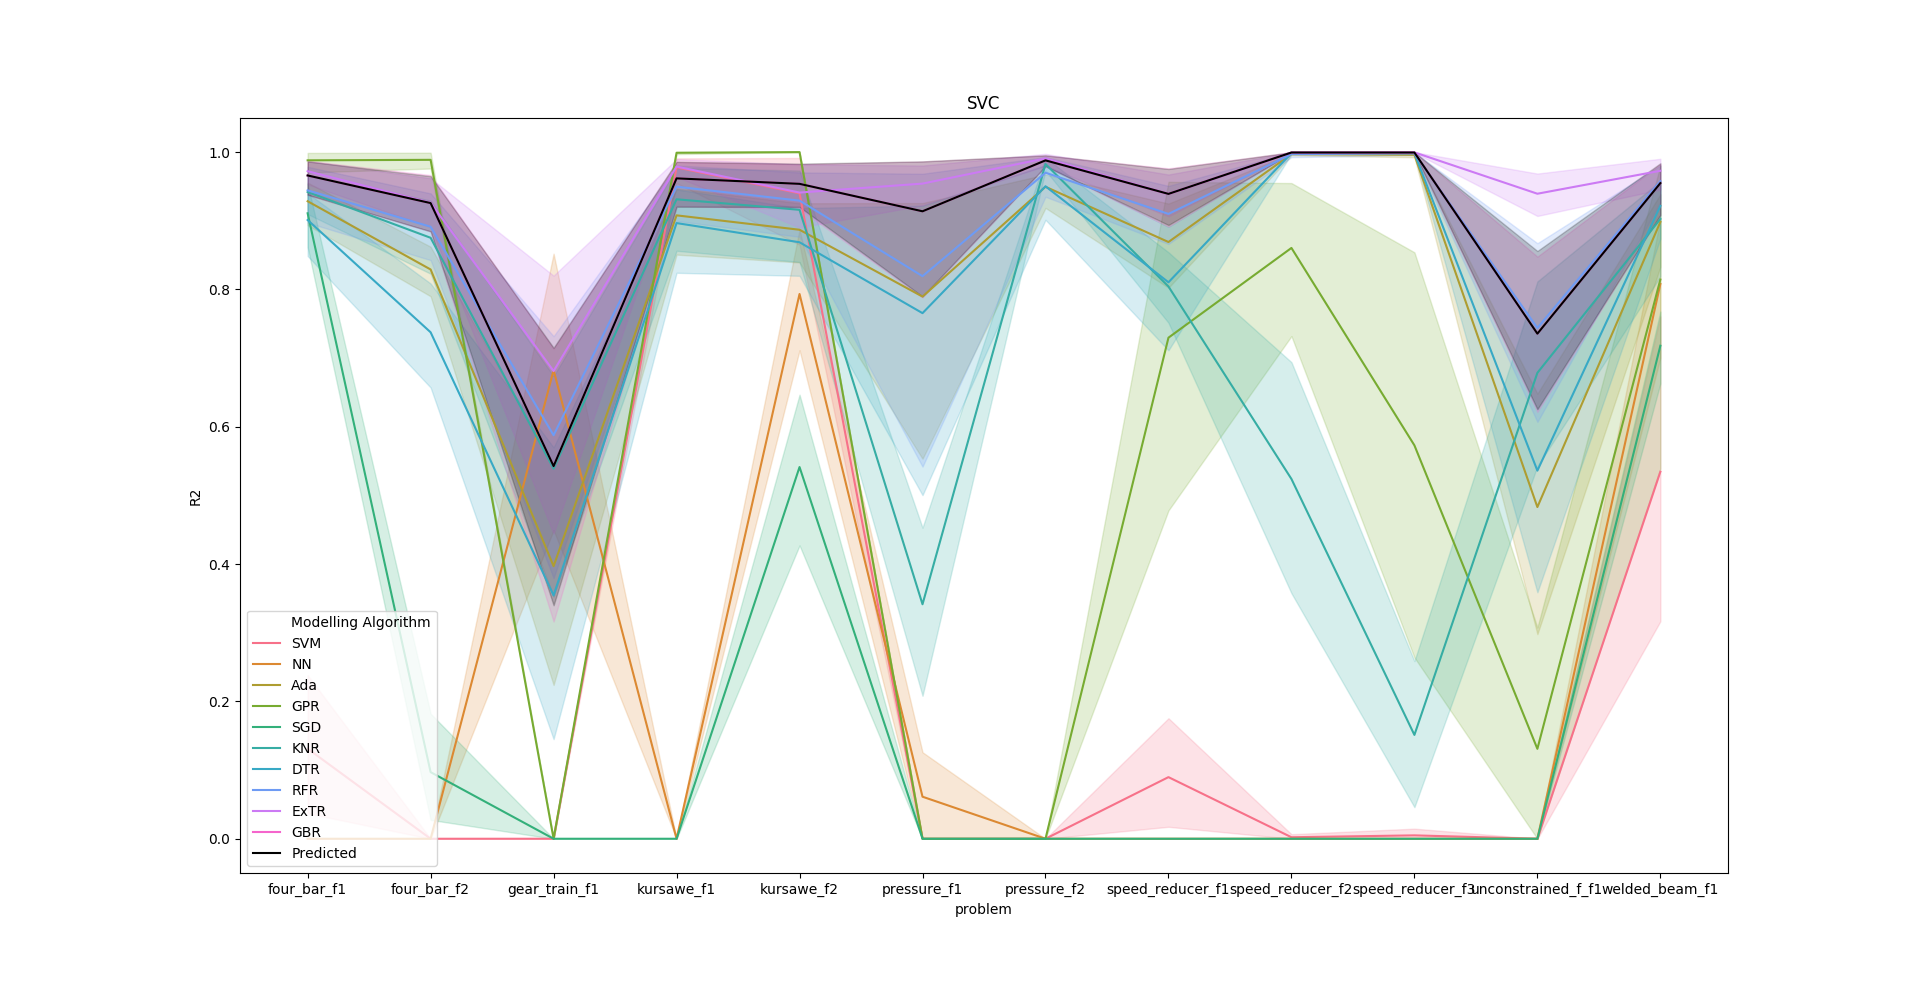 SVC
1.0
0.8
0.6
0.4
0.2
0.0
R2
Modelling Algorithm
SVM
NN
Ada
GPR
SGD
KNR
DTR
RFR
ExTR
GBR
Predicted
four_bar_f1 four_bar_f2 gear_train_f1 kursawe_f1 kursawe_f2 pressure_f1 pressure_f2 speed_reducer_f1 speed_reducer_f2 speed_reducer_f3 unconstrained_f_f1 welded_beam_f1
problem